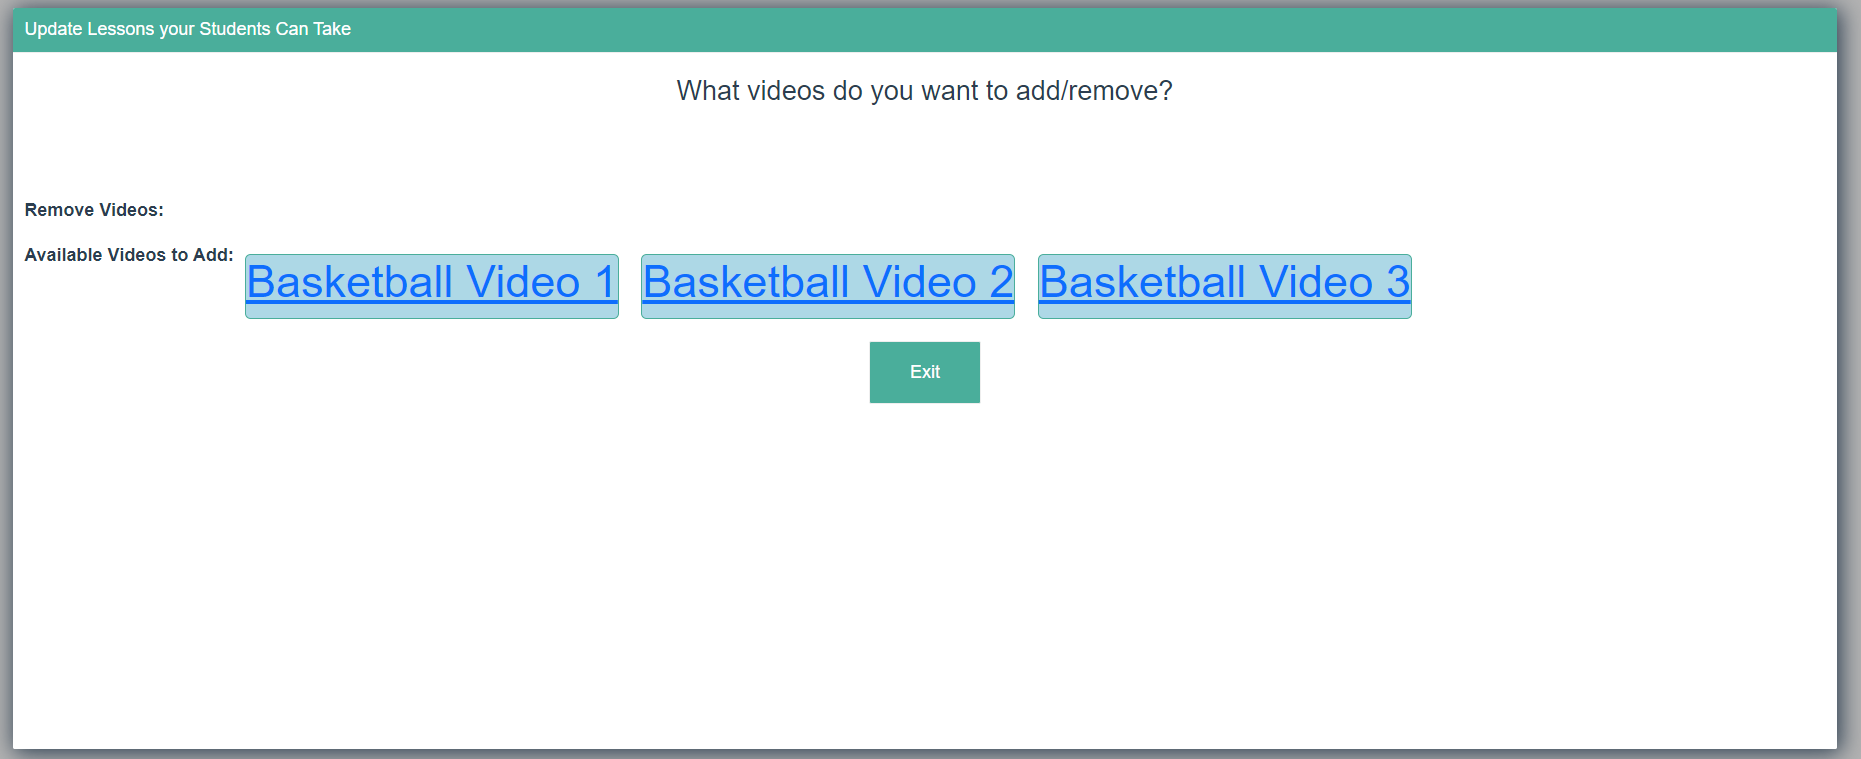 Update Lessons your Students Can Take
What videos do you want to add/remove?
Remove Videos:
Available Videos to Add: Basketball Video 1 Basketball Video 2 Basketball Video 3
Exit